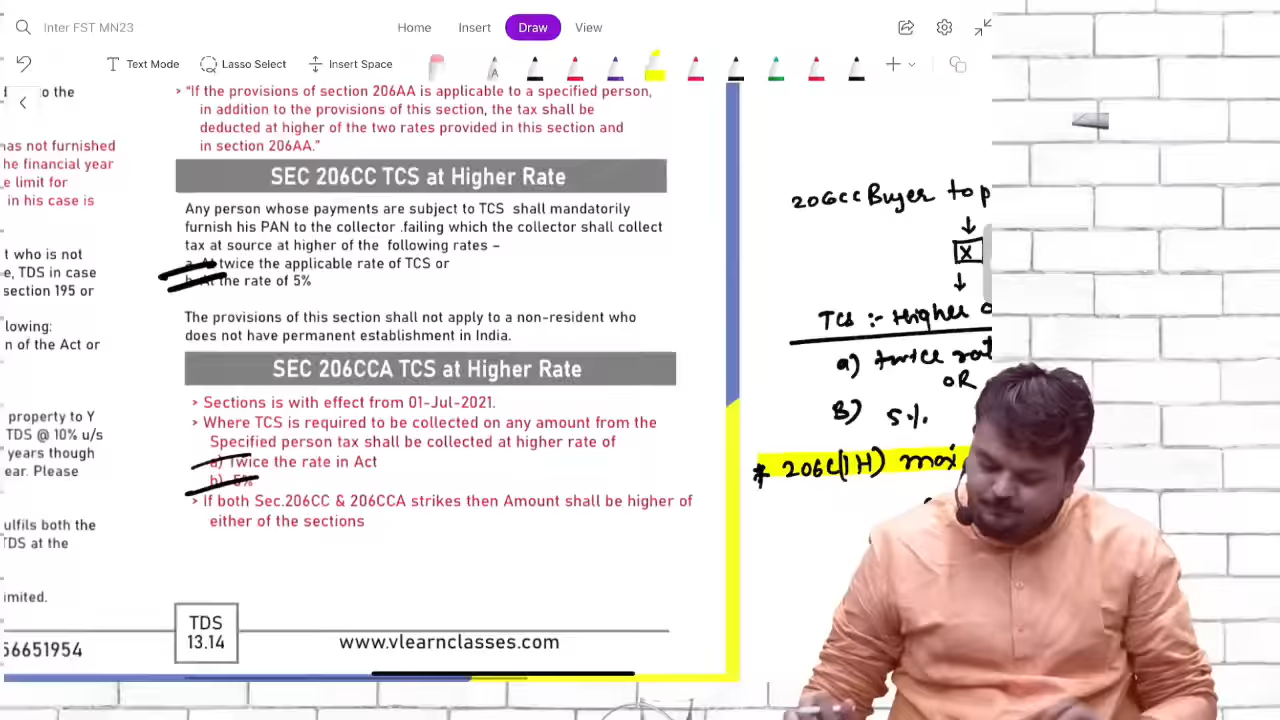 Inter FST MN23
Home
Insert
Draw
View
Text Mode
Lasso Select
Insert Space
A
to the
has not furnished
he financial year
e limit for
in his case is
t who is not
e, TDS in case
section 195 or
lowing:
n of the Act or
property to Y
TDS @ 10% u/s
years though
ear. Please
ulfils both the
TDS at the
imited.
56651954
> "If the provisions of section 206AA is applicable to a specified person,
in addition to the provisions of this section, the tax shall be
deducted at higher of the two rates provided in this section and
in section 206AA."
SEC 206CC TCS at Higher Rate
Any person whose payments are subject to TCS shall mandatorily
furnish his PAN to the collector .failing which the collector shall collect
tax at source at higher of the following rates –
a. At twice the applicable rate of TCS or
b. At the rate of 5%
The provisions of this section shall not apply to a non-resident who
does not have permanent establishment in India.
SEC 206CCA TCS at Higher Rate
> Sections is with effect from 01-Jul-2021.
> Where TCS is required to be collected on any amount from the
Specified person tax shall be collected at higher rate of
a) Twice the rate in Act
b) 5%
> If both Sec.206CC & 206CCA strikes then Amount shall be higher of
either of the sections
TDS
13.14
www.vlearnclasses.com
206CC Buyer to p
X
TCS :- Higher o
a) twice rat
OR
B) 5%
* 206C(1H) maxi